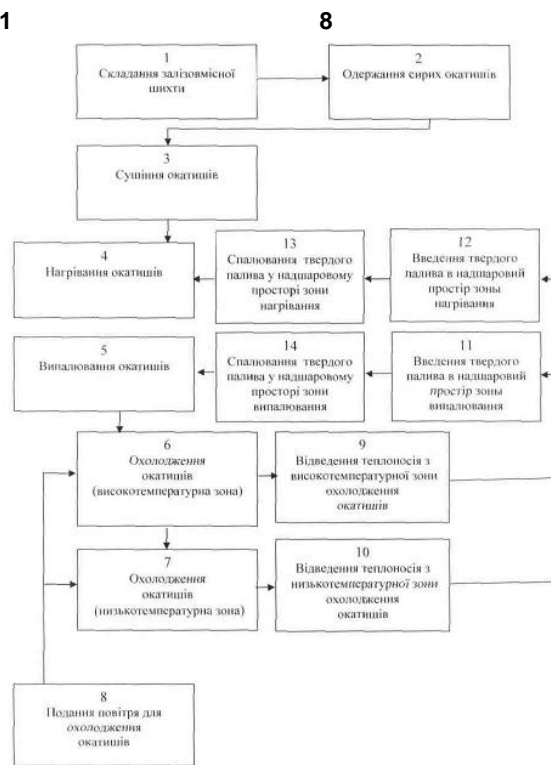 1
8
1
Складання залізовмісної
шихти
2
Одержання сирих окатишів
3
Сушіння окатишів
4
Нагрівання окатишів
13
Спалювання твердого
палива у надшаровому
просторі зони
нагрівання
12
Введення твердого
палива в надшаровий
простір зоны
нагрівання
5
Випалювання окатишів
14
Спалювання твердого
палива у надшаровому
просторі зони
випалювання
11
Введення твердого
палива в надшаровий
простір зоны
випалювання
6
Охолодження
окатишів
(високотемпературна зона)
9
Відведення теплоносія з
високотемпературної зони
охолодження
окатишів
7
Охолодження
окатишів
(низькотемпературна зона)
10
Відведення теплоносія з
низькотемпературної зони
охолодження
окатишів
8
Подання повітря для
охолодження
окатишів